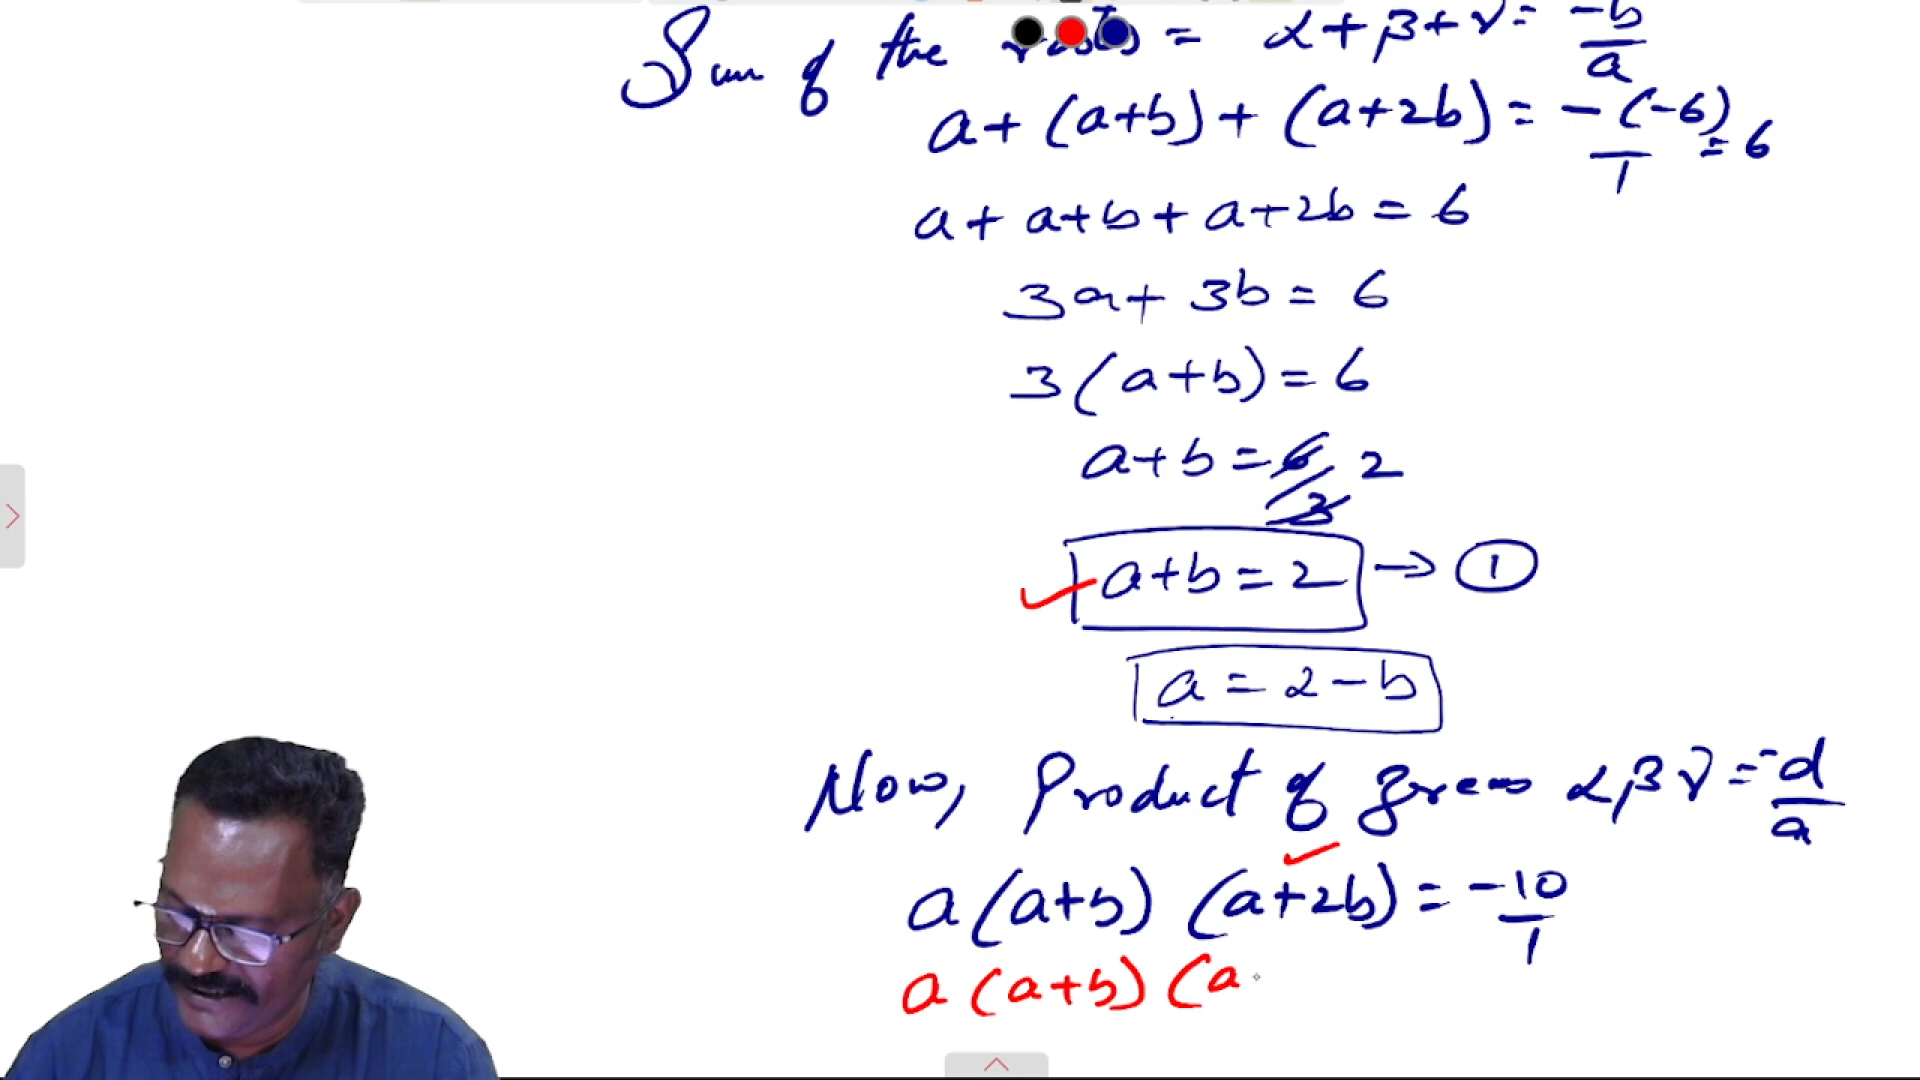 Sum of the roots = α+β+γ = -b/a
a + (a+b) + (a+2b) = -(-6)/1 = 6
a + a+b + a+2b = 6
3a + 3b = 6
3(a+b) = 6
a+b = 6/3 2
a+b = 2 → ①
a = 2 - b
Now, Product of zeroes αβγ = -d/a
a(a+b) (a+2b) = -10/1
a(a+b)(a